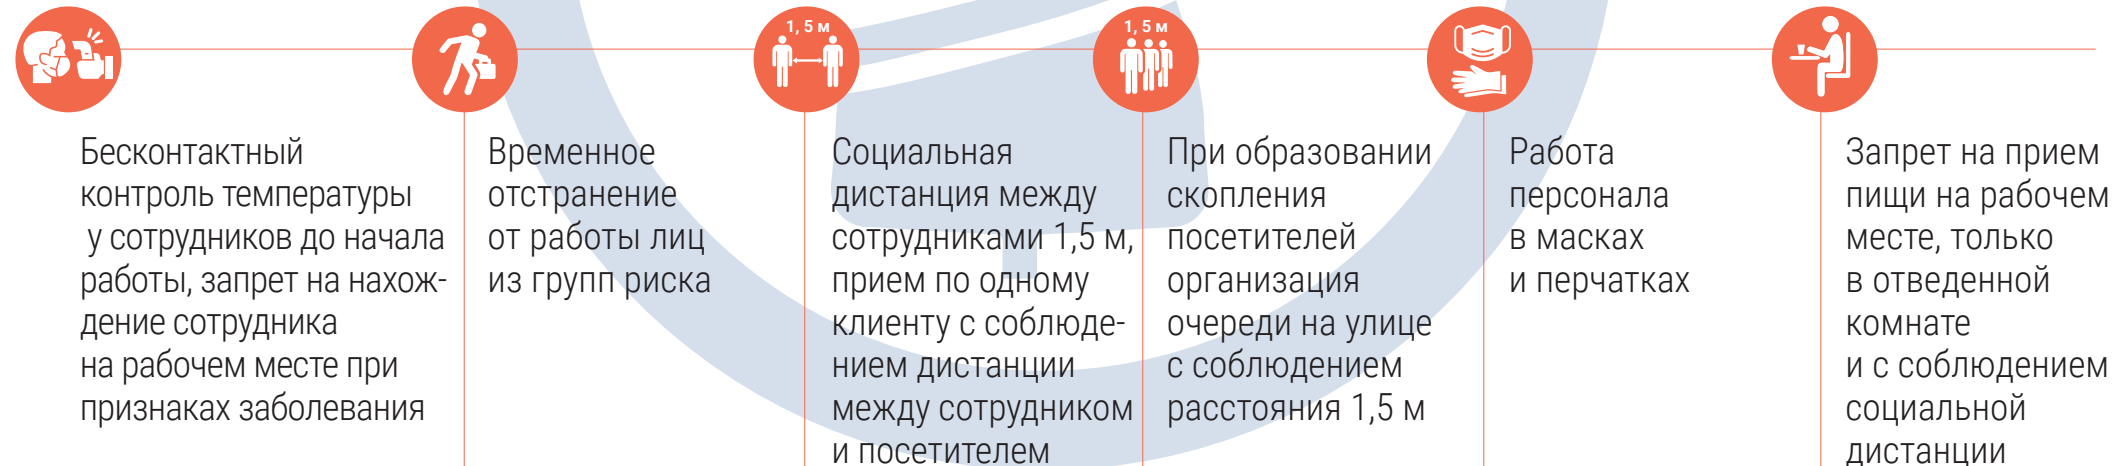 1, 5 м
1, 5 м
Бесконтактный
контроль температуры
у сотрудников до начала
работы, запрет на нахож-
дение сотрудника
на рабочем месте при
признаках заболевания
Временное
отстранение
от работы лиц
из групп риска
Социальная
дистанция между
сотрудниками 1,5 м,
прием по одному
клиенту с соблюде-
нием дистанции
между сотрудником
и посетителем
При образовании
скопления
посетителей
организация
очереди на улице
с соблюдением
расстояния 1,5 м
Работа
персонала
в масках
и перчатках
Запрет на прием
пищи на рабочем
месте, только
в отведенной
комнате
и с соблюдением
социальной
дистанции